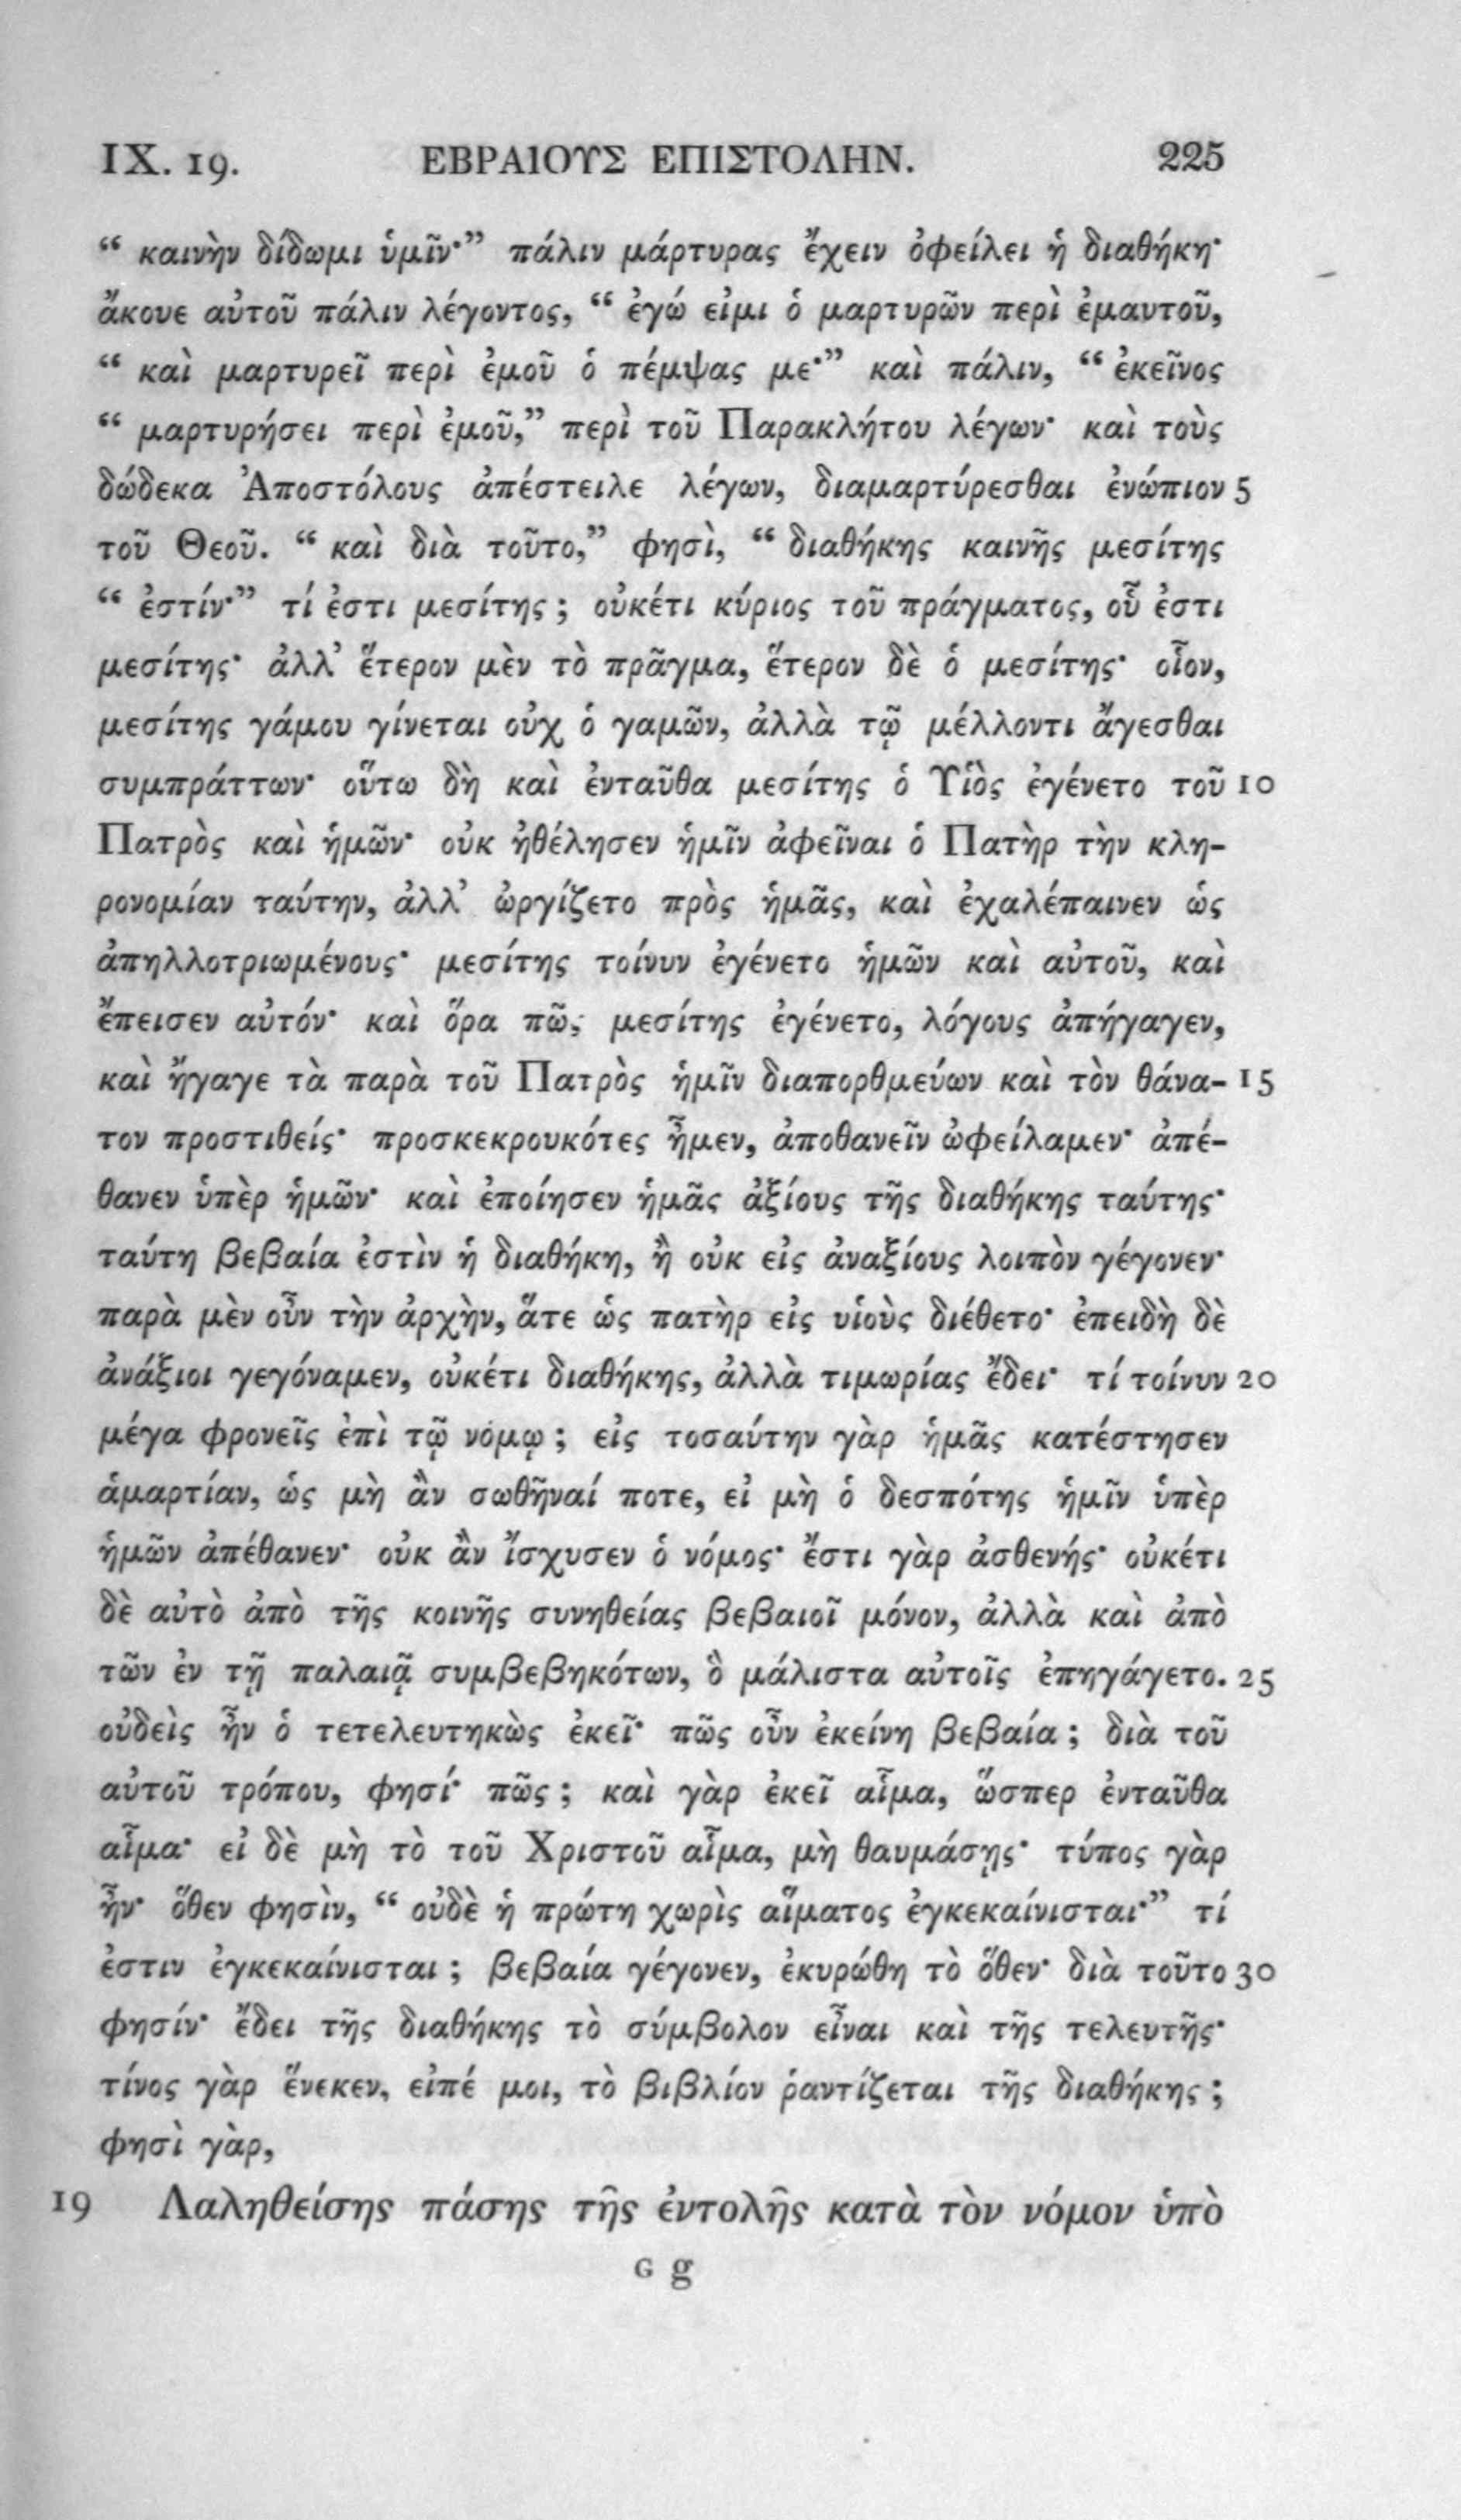 IX. 19. ΕΒΡΑΙΟΥΣ ΕΠΙΣΤΟΛΗΝ. 225
“ καινὴν δίδωμι ὑμῖν·” πάλιν μάρτυρας ἔχειν ὀφείλει ἡ διαθήκη·
ἄκουε αὐτοῦ πάλιν λέγοντος, “ ἐγώ εἰμι ὁ μαρτυρῶν περὶ ἐμαυτοῦ,
“ καὶ μαρτυρεῖ περὶ ἐμοῦ ὁ πέμψας με·” καὶ πάλιν, “ ἐκεῖνος
“ μαρτυρήσει περὶ ἐμοῦ,” περὶ τοῦ Παρακλήτου λέγων· καὶ τοὺς
δώδεκα Ἀποστόλους ἀπέστειλε λέγων, διαμαρτύρεσθαι ἐνώπιον 5
τοῦ Θεοῦ. “ καὶ διὰ τοῦτο,” φησὶ, “ διαθήκης καινῆς μεσίτης
“ ἐστίν·” τί ἐστι μεσίτης ; οὐκέτι κύριος τοῦ πράγματος, οὗ ἐστι
μεσίτης· ἀλλ’ ἕτερον μὲν τὸ πρᾶγμα, ἕτερον δὲ ὁ μεσίτης· οἷον,
μεσίτης γάμου γίνεται οὐχ ὁ γαμῶν, ἀλλὰ τῷ μέλλοντι ἄγεσθαι
συμπράττων· οὕτω δὴ καὶ ἐνταῦθα μεσίτης ὁ Υἱὸς ἐγένετο τοῦ 10
Πατρὸς καὶ ἡμῶν· οὐκ ἠθέλησεν ἡμῖν ἀφεῖναι ὁ Πατὴρ τὴν κλη-
ρονομίαν ταύτην, ἀλλ’ ὠργίζετο πρὸς ἡμᾶς, καὶ ἐχαλέπαινεν ὡς
ἀπηλλοτριωμένους· μεσίτης τοίνυν ἐγένετο ἡμῶν καὶ αὐτοῦ, καὶ
ἔπεισεν αὐτόν· καὶ ὅρα πῶς μεσίτης ἐγένετο, λόγους ἀπήγαγεν,
καὶ ἤγαγε τὰ παρὰ τοῦ Πατρὸς ἡμῖν διαπορθμεύων καὶ τὸν θάνα- 15
τον προστιθείς· προσκεκρουκότες ἦμεν, ἀποθανεῖν ὠφείλαμεν· ἀπέ-
θανεν ὑπὲρ ἡμῶν· καὶ ἐποίησεν ἡμᾶς ἀξίους τῆς διαθήκης ταύτης·
ταύτη βεβαία ἐστὶν ἡ διαθήκη, ἢ οὐκ εἰς ἀναξίους λοιπὸν γέγονεν·
παρὰ μὲν οὖν τὴν ἀρχὴν, ἅτε ὡς πατὴρ εἰς υἱοὺς διέθετο· ἐπειδὴ δὲ
ἀνάξιοι γεγόναμεν, οὐκέτι διαθήκης, ἀλλὰ τιμωρίας ἔδει· τί τοίνυν 20
μέγα φρονεῖς ἐπὶ τῷ νόμῳ ; εἰς τοσαύτην γὰρ ἡμᾶς κατέστησεν
ἁμαρτίαν, ὡς μὴ ἂν σωθῆναί ποτε, εἰ μὴ ὁ δεσπότης ἡμῖν ὑπὲρ
ἡμῶν ἀπέθανεν· οὐκ ἂν ἴσχυσεν ὁ νόμος· ἔστι γὰρ ἀσθενής· οὐκέτι
δὲ αὐτὸ ἀπὸ τῆς κοινῆς συνηθείας βεβαιοῖ μόνον, ἀλλὰ καὶ ἀπὸ
τῶν ἐν τῇ παλαιᾷ συμβεβηκότων, ὃ μάλιστα αὐτοῖς ἐπηγάγετο. 25
οὐδεὶς ἦν ὁ τετελευτηκὼς ἐκεῖ· πῶς οὖν ἐκείνη βεβαία ; διὰ τοῦ
αὐτοῦ τρόπου, φησί· πῶς ; καὶ γὰρ ἐκεῖ αἷμα, ὥσπερ ἐνταῦθα
αἷμα· εἰ δὲ μὴ τὸ τοῦ Χριστοῦ αἷμα, μὴ θαυμάσῃς· τύπος γὰρ
ἦν· ὅθεν φησὶν, “ οὐδὲ ἡ πρώτη χωρὶς αἵματος ἐγκεκαίνισται·” τί
ἐστιν ἐγκεκαίνισται ; βεβαία γέγονεν, ἐκυρώθη τὸ ὅθεν· διὰ τοῦτο 30
φησίν· ἔδει τῆς διαθήκης τὸ σύμβολον εἶναι καὶ τῆς τελευτῆς·
τίνος γὰρ ἕνεκεν, εἰπέ μοι, τὸ βιβλίον ῥαντίζεται τῆς διαθήκης ;
φησὶ γὰρ,
19 Λαληθείσης πάσης τῆς ἐντολῆς κατὰ τὸν νόμον ὑπὸ
G g